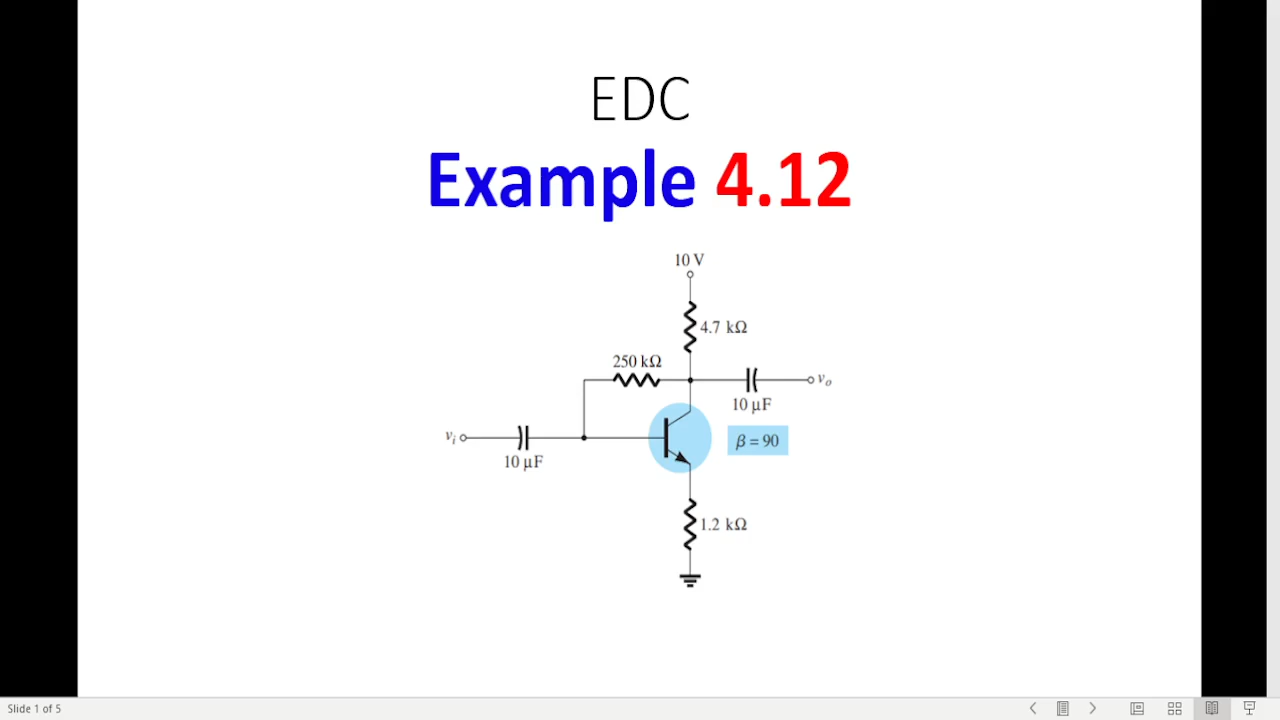 EDC
Example 4.12
10 V
4.7 kΩ
250 kΩ
vo
10 μF
vi
β = 90
10 μF
1.2 kΩ
Slide 1 of 5